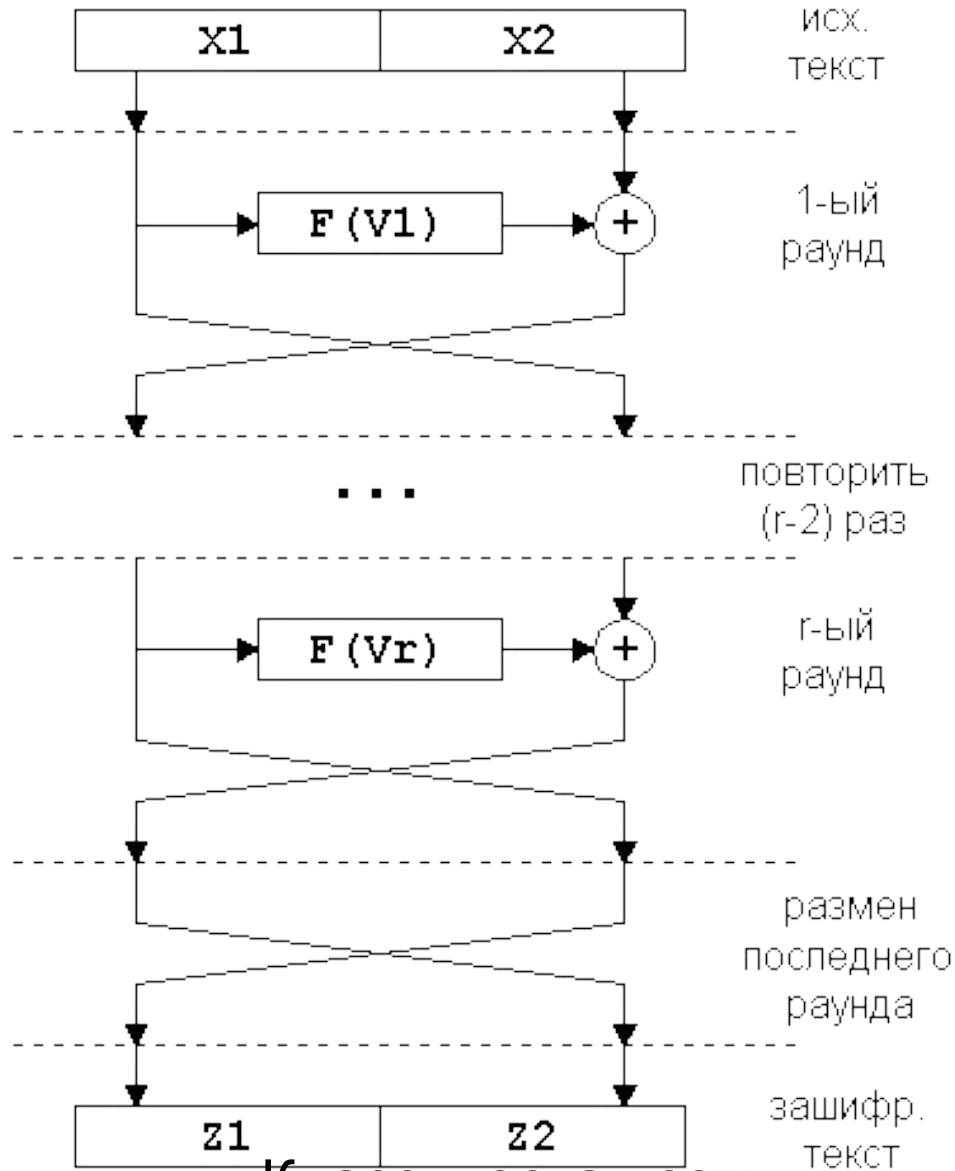 X1 X2
исх.
текст
F(V1) +
1-ый
раунд
...
повторить
(r-2) раз
F(Vr) +
r-ый
раунд
размен
последнего
раунда
Z1 Z2
зашифр.
текст